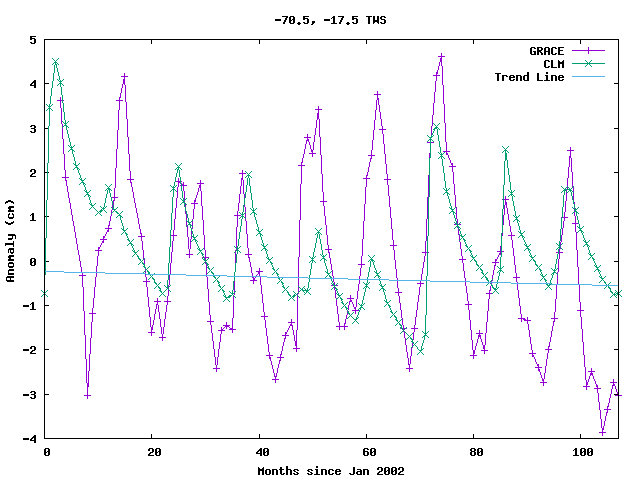 -70.5, -17.5 TWS
GRACE
CLM
Trend Line
Anomaly (cm)
5
4
3
2
1
0
-1
-2
-3
-4
0 20 40 60 80 100
Months since Jan 2002